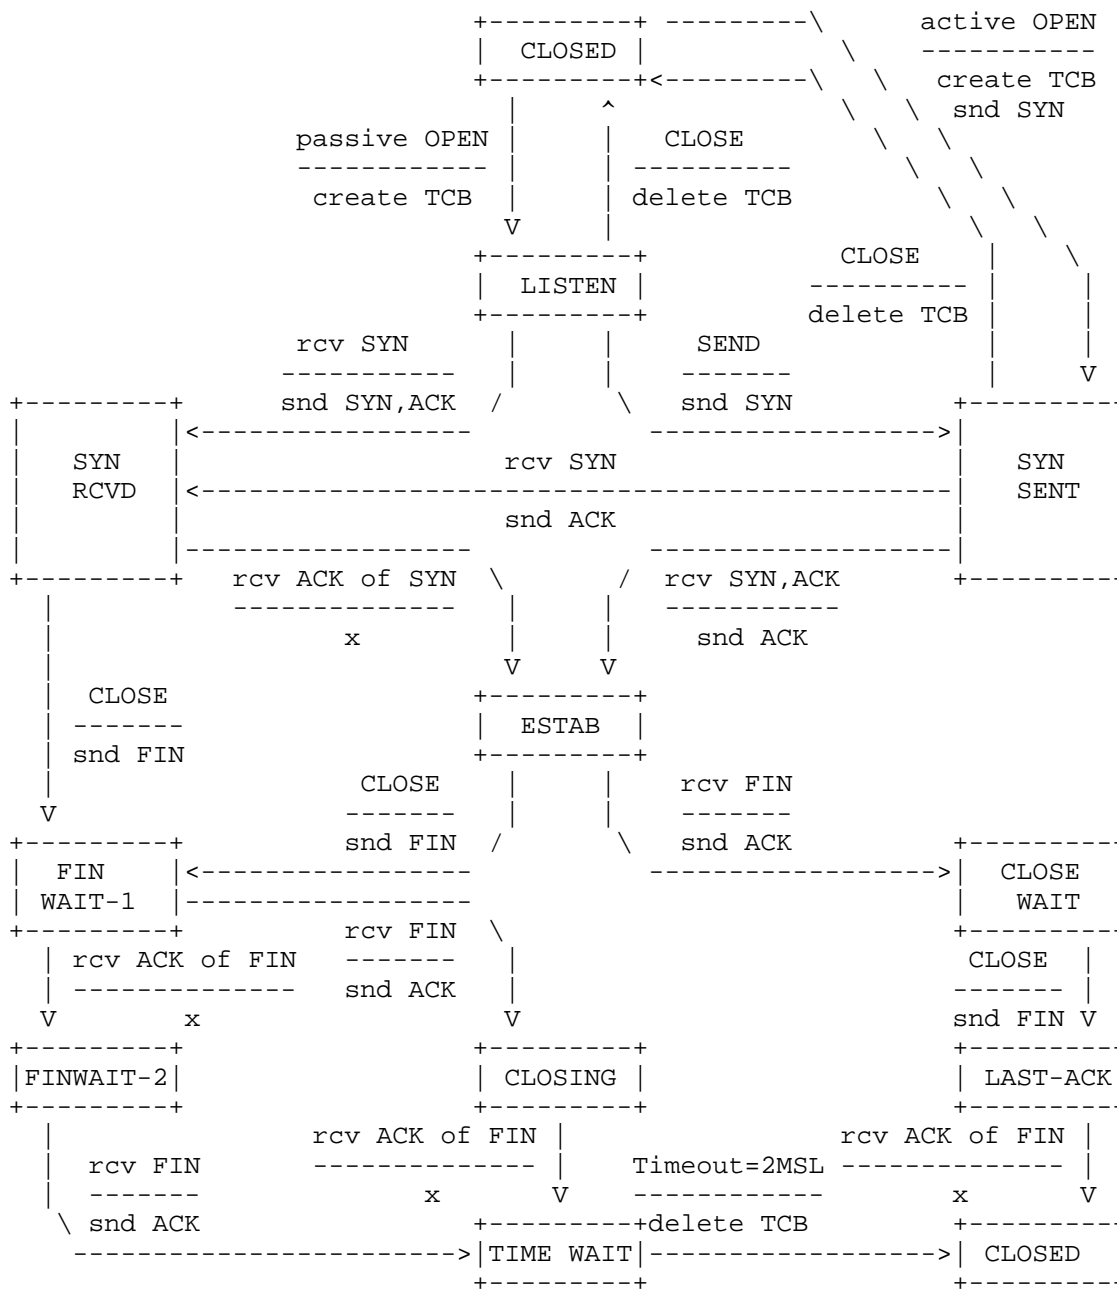 +---------+ ---------\      active OPEN
|  CLOSED |            \    -----------
+---------+<---------\   \   create TCB
  |     ^              \   \  snd SYN
passive OPEN |     |   CLOSE        \   \
------------ |     | ----------       \   \
create TCB  |     | delete TCB         \   \
  V     |                      \   \
+---------+            CLOSE    |    \
|  LISTEN |          ---------- |     |
+---------+          delete TCB |     |
rcv SYN      |     |     SEND              |     |
-----------   |     |    -------            |     V
+---------+      snd SYN,ACK  /       \   snd SYN          +---------
|         |<-----------------           ------------------>|
|   SYN   |                    rcv SYN                     |   SYN
|   RCVD  |<-----------------------------------------------|   SENT
|         |                    snd ACK                     |
|         |------------------           -------------------|
+---------+   rcv ACK of SYN  \       /  rcv SYN,ACK       +---------
  |           --------------   |     |   -----------
  |                  x         |     |     snd ACK
  |                            V     V
  |  CLOSE                   +---------+
  | -------                  |  ESTAB  |
  | snd FIN                  +---------+
  |                   CLOSE    |     |    rcv FIN
  V                  -------   |     |    -------
+---------+          snd FIN  /       \   snd ACK          +---------
|  FIN    |<-----------------           ------------------>|  CLOSE
| WAIT-1  |------------------                              |   WAIT
+---------+          rcv FIN  \                            +---------
  | rcv ACK of FIN   -------   |                            CLOSE  |
  | --------------   snd ACK   |                           ------- |
  V        x                   V                           snd FIN V
+---------+                  +---------+                   +---------
|FINWAIT-2|                  | CLOSING |                   | LAST-ACK
+---------+                  +---------+                   +---------
  |                rcv ACK of FIN |                 rcv ACK of FIN |
  |  rcv FIN       -------------- |    Timeout=2MSL -------------- |
  |  -------              x       V    ------------        x       V
   \ snd ACK                 +---------+delete TCB         +---------
    ------------------------>|TIME WAIT|------------------>| CLOSED
                             +---------+                   +---------